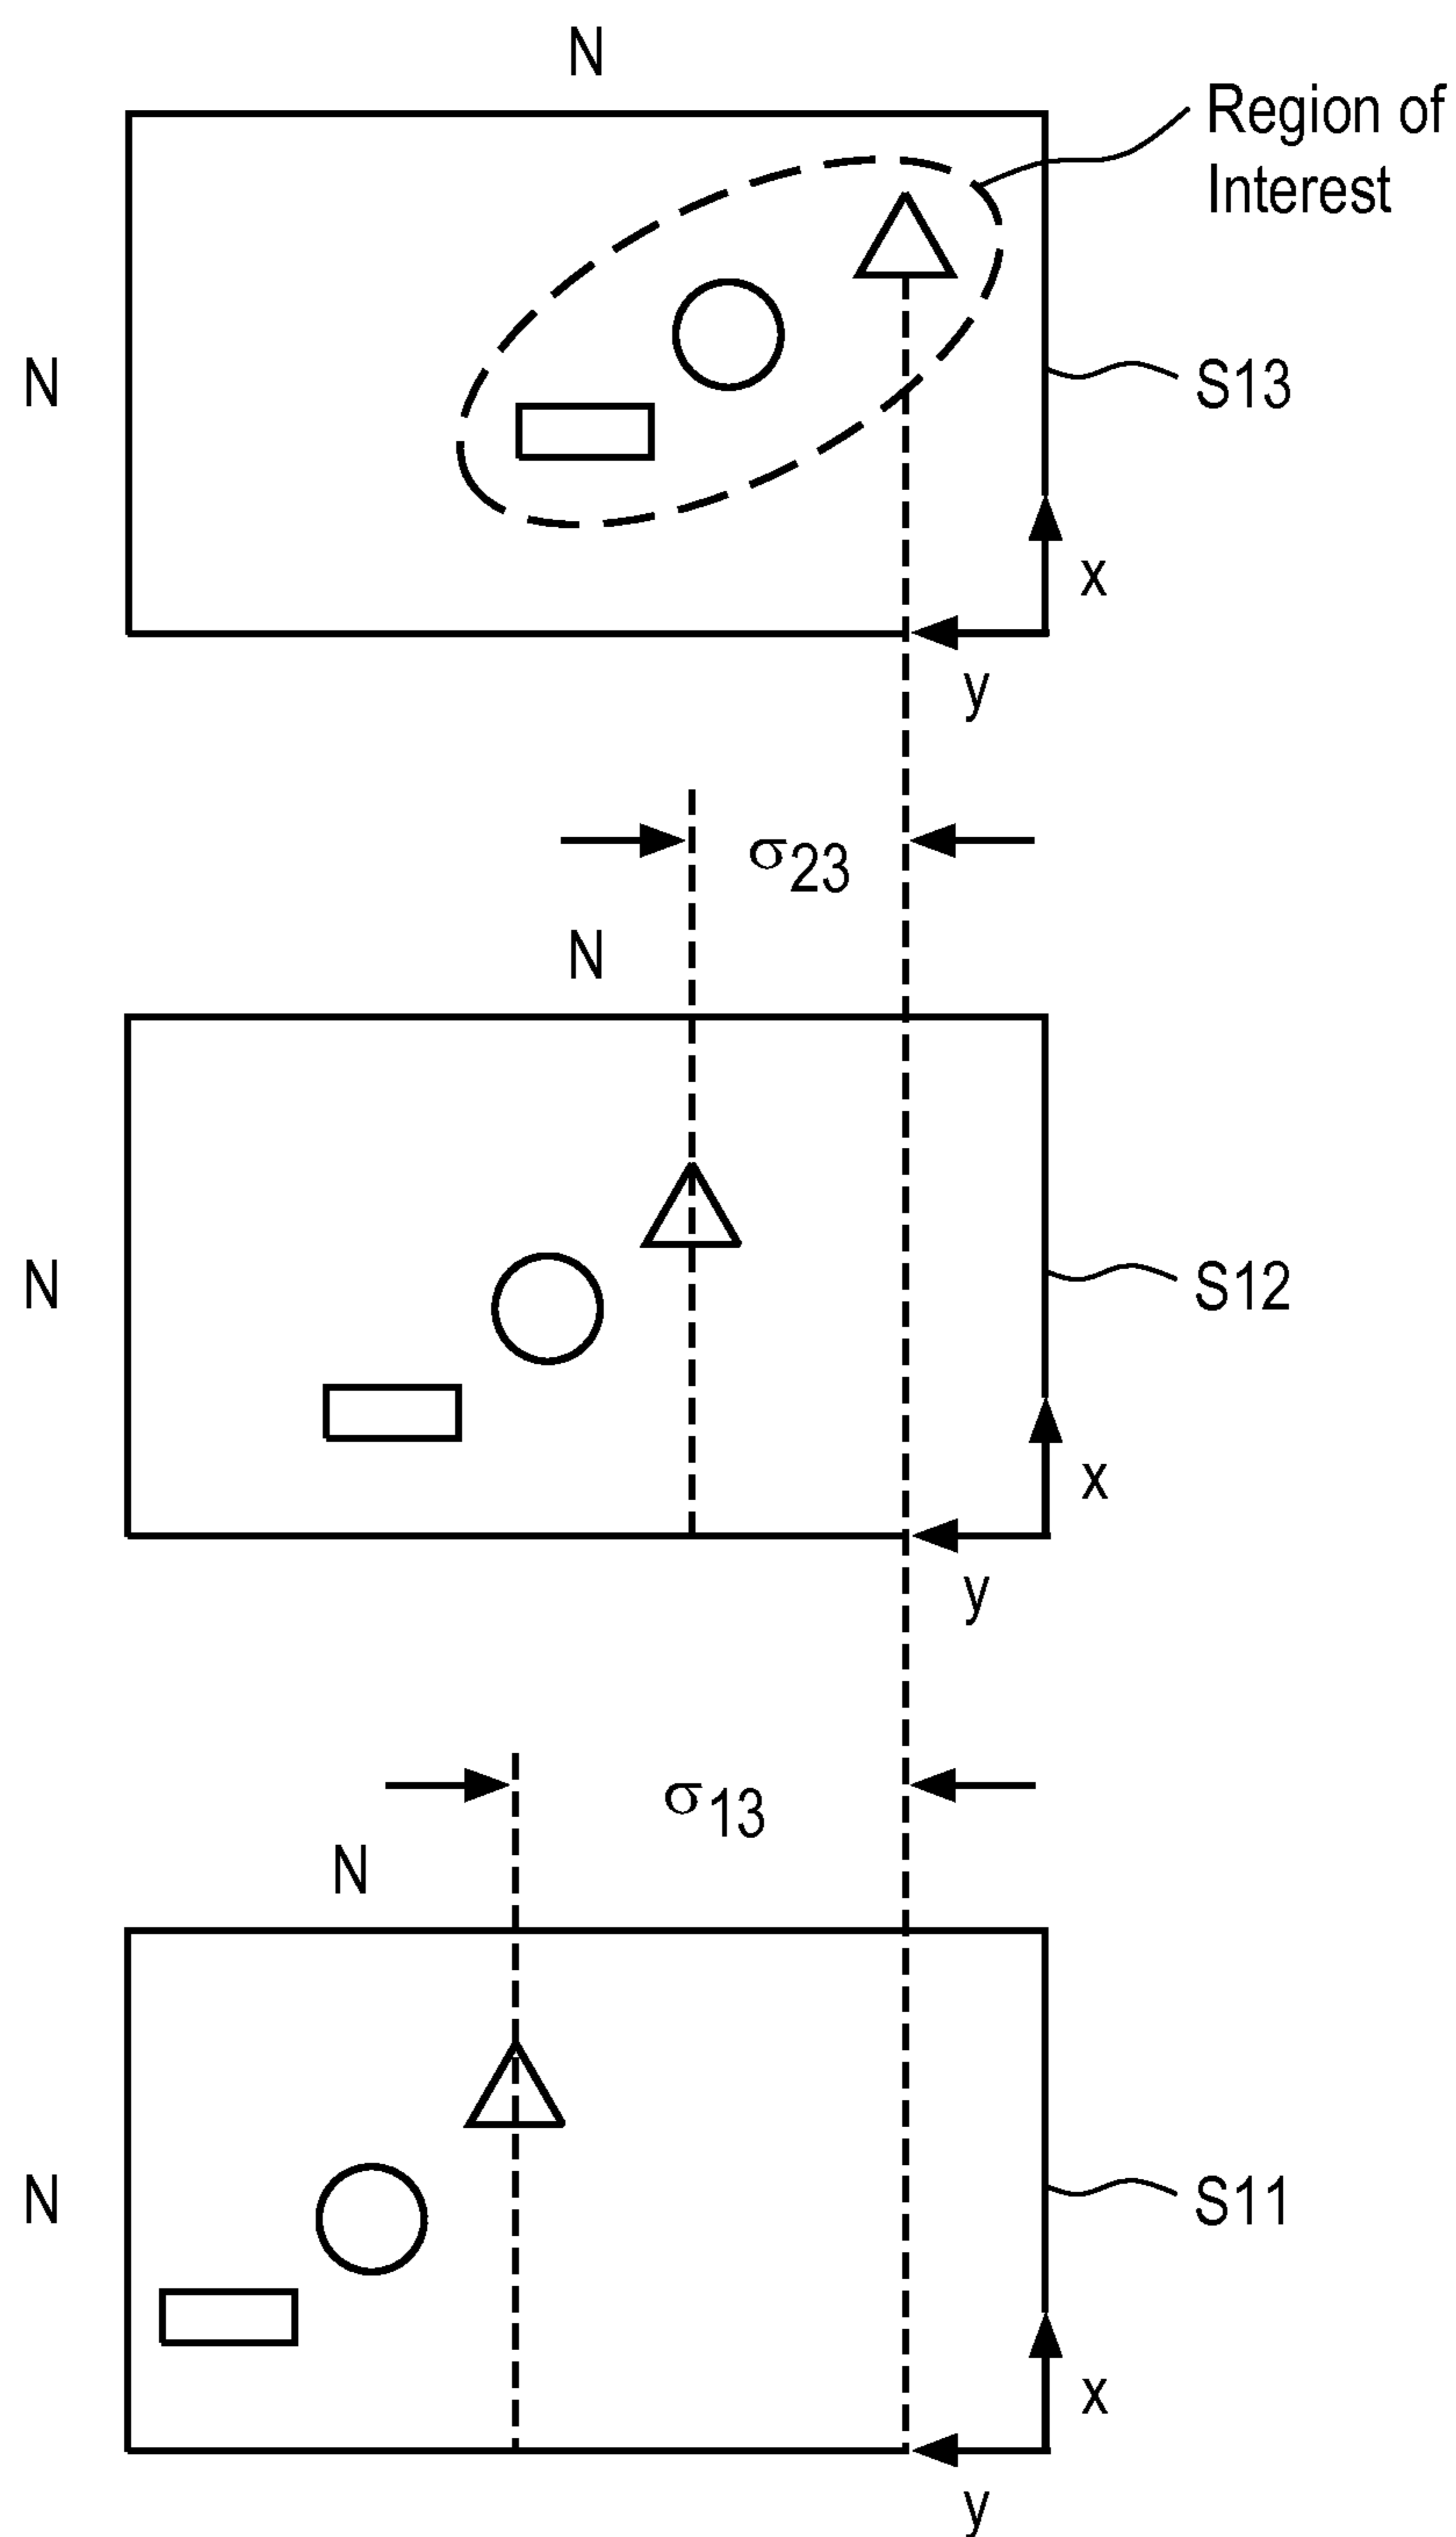 N
Region of
Interest
N
S13
x
y
σ23
N
N
S12
x
y
σ13
N
N
S11
x
y